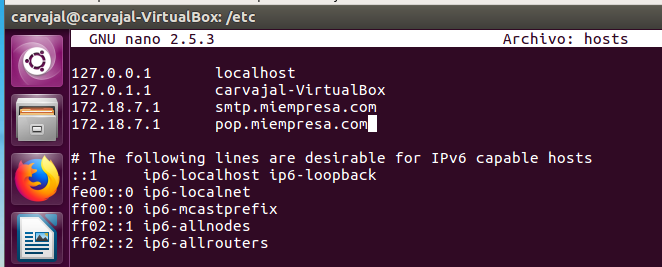 carvajal@carvajal-VirtualBox: /etc
GNU nano 2.5.3 Archivo: hosts
127.0.0.1 localhost
127.0.1.1 carvajal-VirtualBox
172.18.7.1 smtp.miempresa.com
172.18.7.1 pop.miempresa.com
# The following lines are desirable for IPv6 capable hosts
::1 ip6-localhost ip6-loopback
fe00::0 ip6-localnet
ff00::0 ip6-mcastprefix
ff02::1 ip6-allnodes
ff02::2 ip6-allrouters